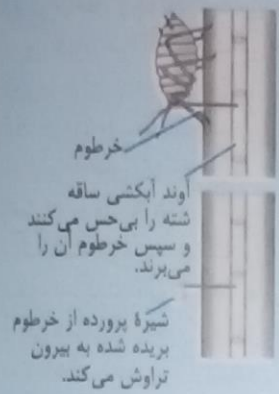 خرطوم
آوند آبکشی ساقه
شته را بی‌حس می‌کنند
و سپس خرطوم آن را
می‌برند.
شیرهٔ پرورده از خرطوم
بریده شده به بیرون
تراوش می‌کند.